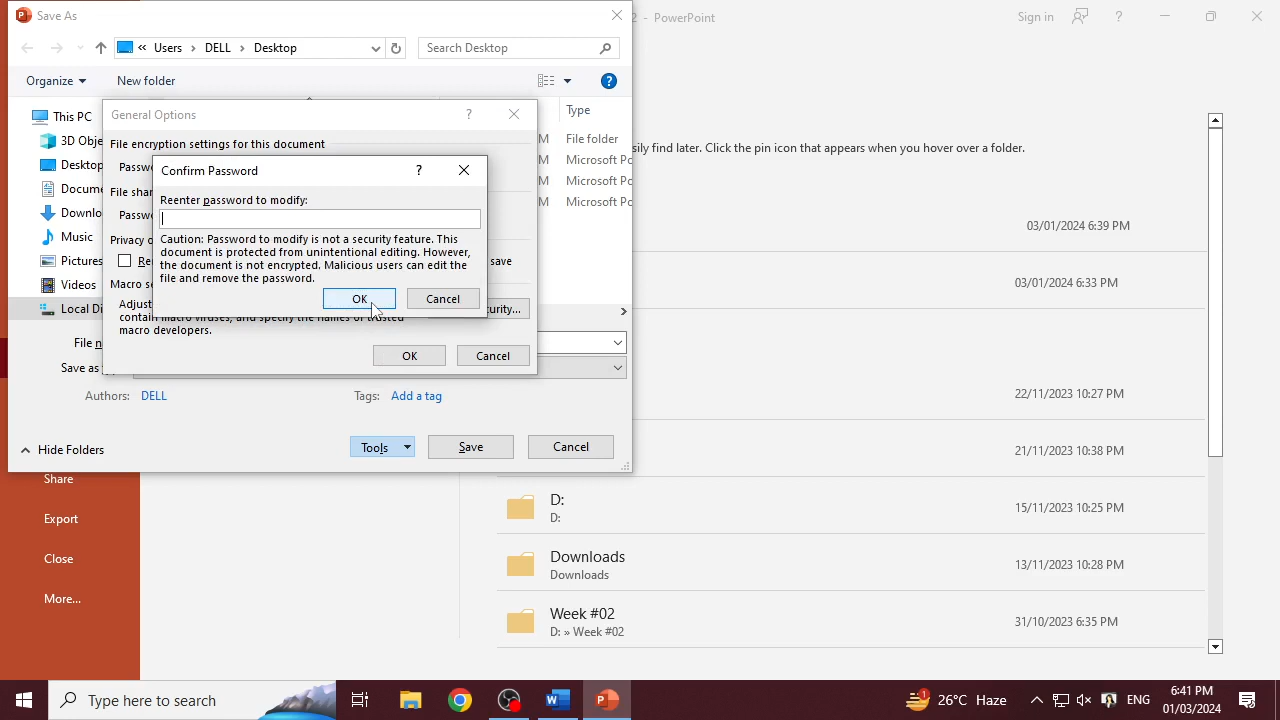 Save As
2 - PowerPoint
Sign in
?
« Users > DELL > Desktop
Search Desktop
Organize
New folder
?
This PC
3D Obje
Desktop
Docume
Downlo
Music
Pictures
Videos
Local Di
Type
M File folder
M Microsoft Po
M Microsoft Po
M Microsoft Po
General Options
?
File encryption settings for this document
Passw
File shar
Passwo
Privacy o
Re
save
Macro se
Adjust
curity...
contain macro viruses, and specify the names of trusted
macro developers.
OK
Cancel
Confirm Password
?
Reenter password to modify:
Caution: Password to modify is not a security feature. This
document is protected from unintentional editing. However,
the document is not encrypted. Malicious users can edit the
file and remove the password.
OK
Cancel
File n
Save as
Authors: DELL
Tags: Add a tag
Hide Folders
Tools
Save
Cancel
sily find later. Click the pin icon that appears when you hover over a folder.
03/01/2024 6:39 PM
03/01/2024 6:33 PM
22/11/2023 10:27 PM
21/11/2023 10:38 PM
D:
D:
15/11/2023 10:25 PM
Downloads
Downloads
13/11/2023 10:28 PM
Week #02
D: » Week #02
31/10/2023 6:35 PM
Share
Export
Close
More...
Type here to search
26°C Haze
ENG
6:41 PM
01/03/2024